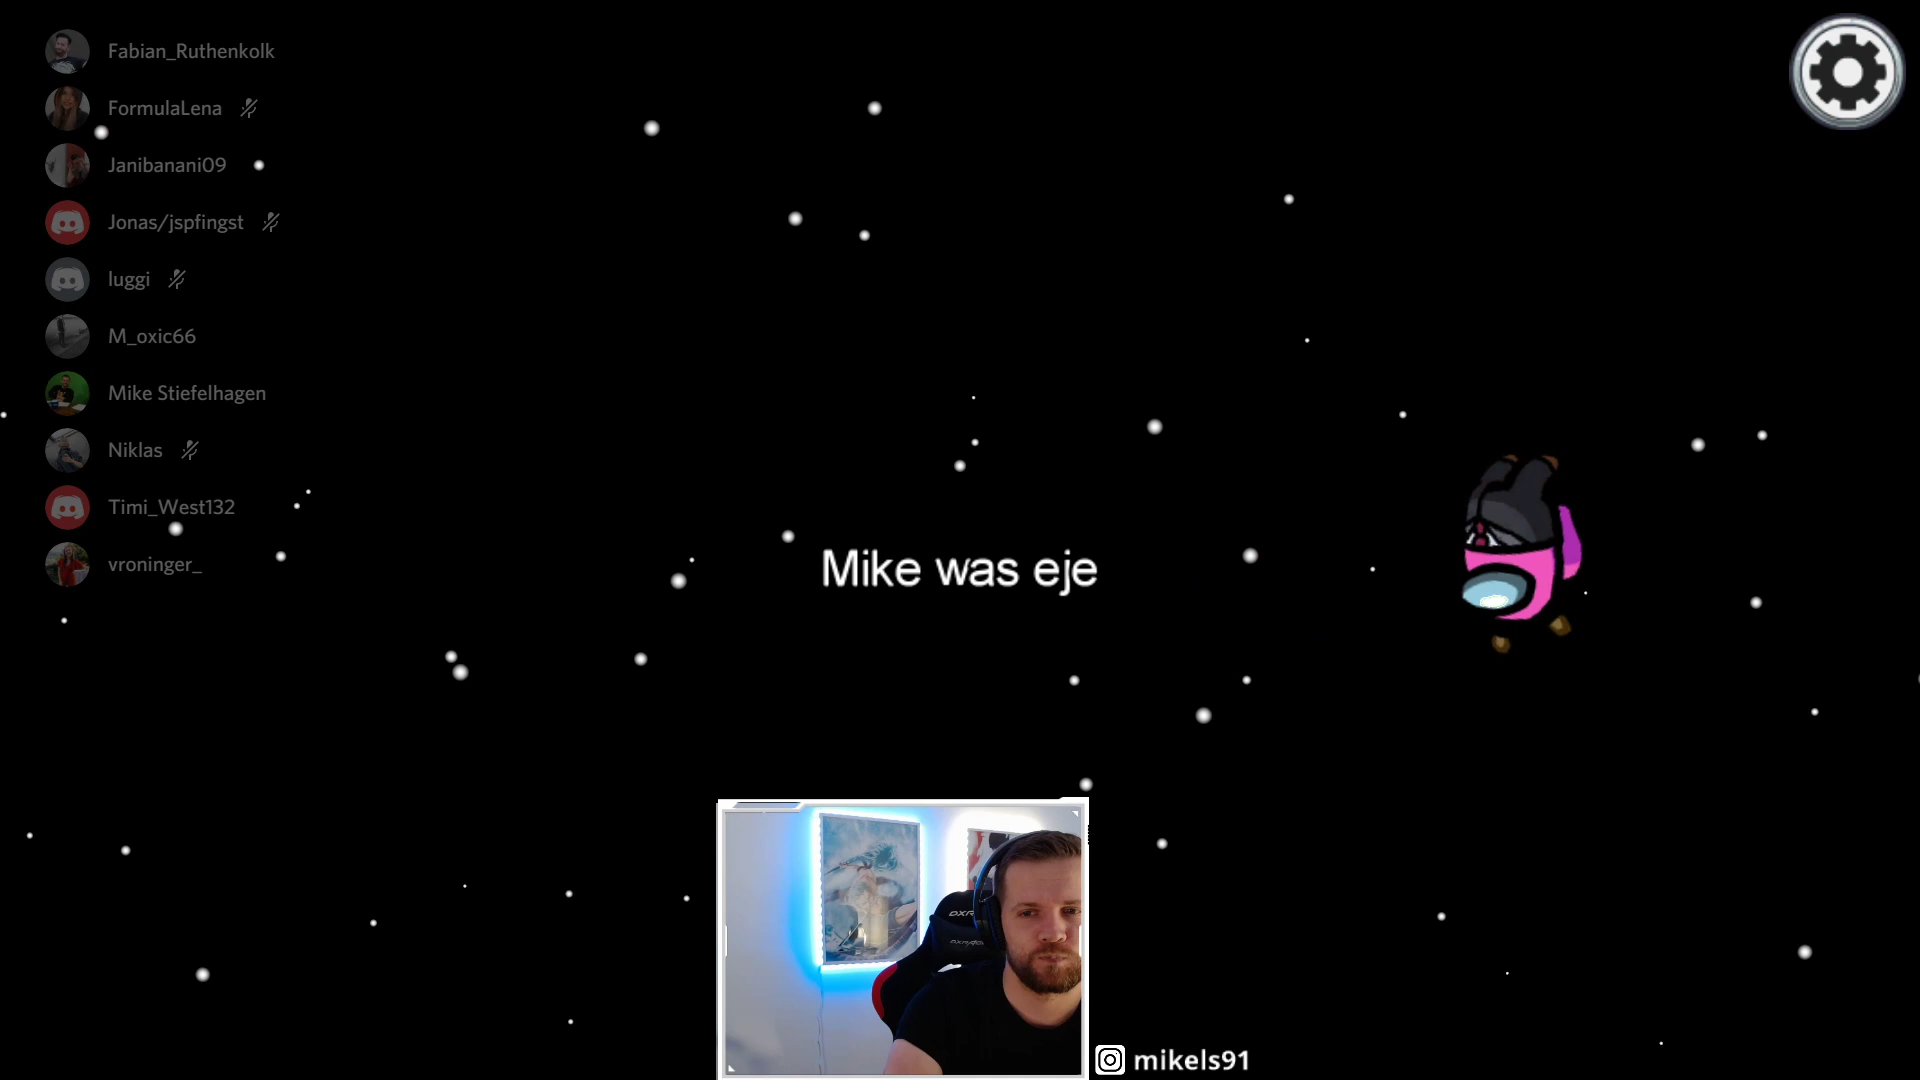 Fabian_Ruthenkolk
FormulaLena
Janibanani09
Jonas/jspfingst
luggi
M_oxic66
Mike Stiefelhagen
Niklas
Timi_West132
vroninger_
Mike was eje
mikels91